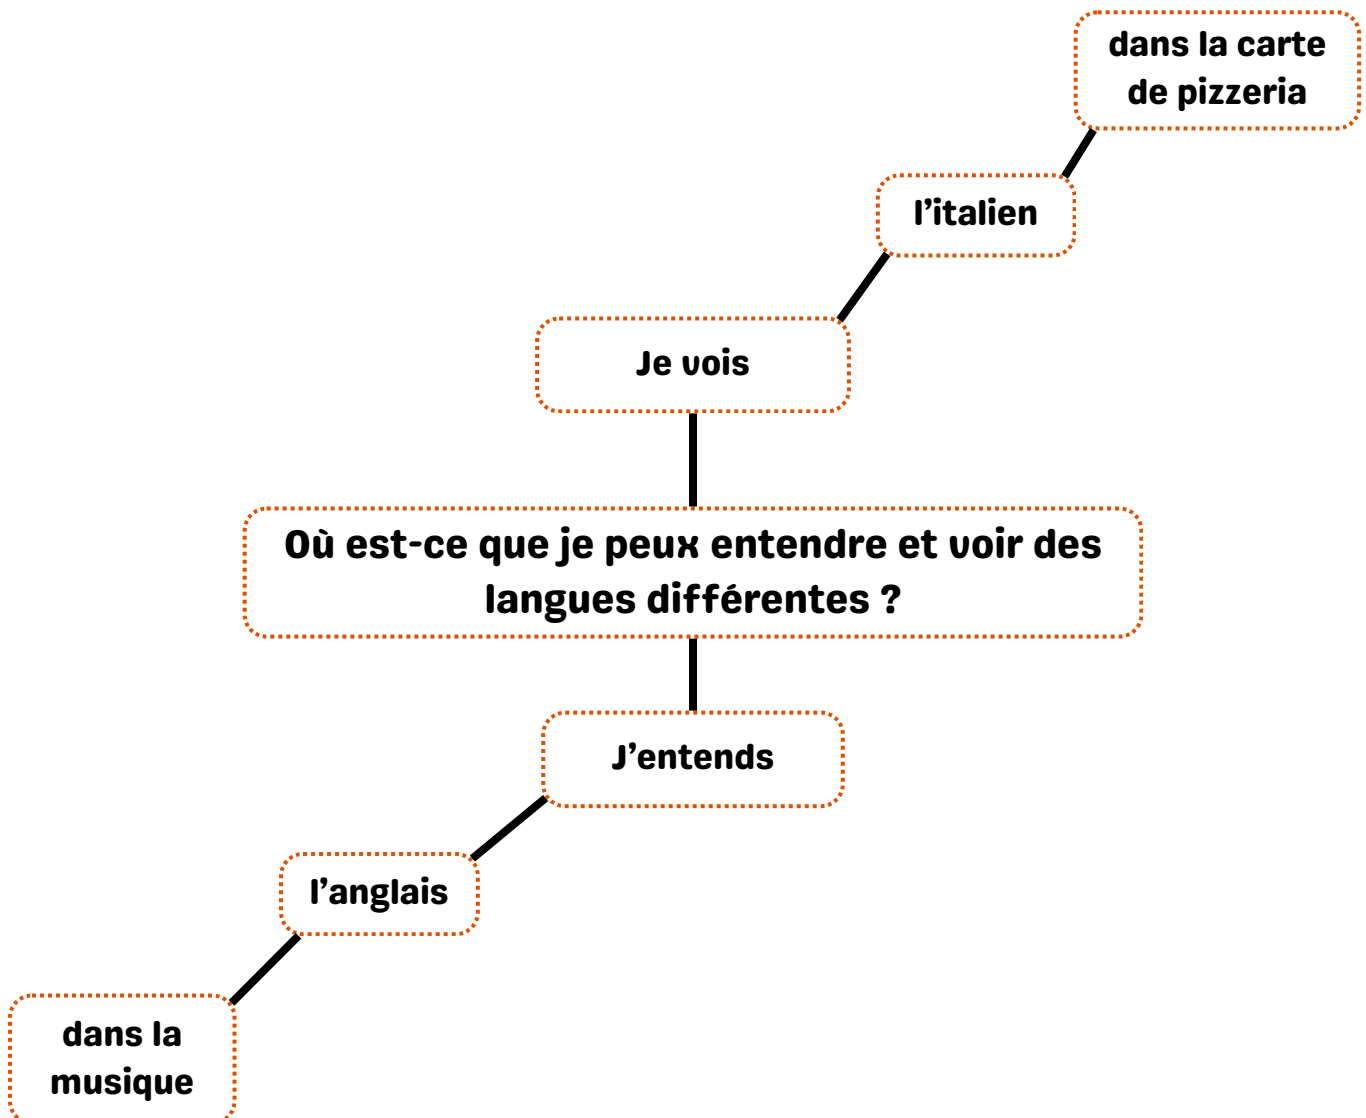 dans la carte
de pizzeria
l’italien
Je vois
Où est-ce que je peux entendre et voir des
langues différentes ?
J’entends
l’anglais
dans la
musique